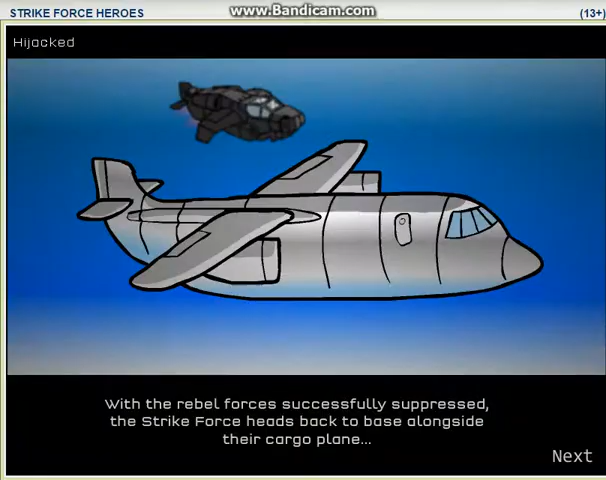 www.Bandicam.com
STRIKE FORCE HEROES
(13+)
Hijacked
With the rebel forces successfully suppressed,
the Strike Force heads back to base alongside
their cargo plane...
Next